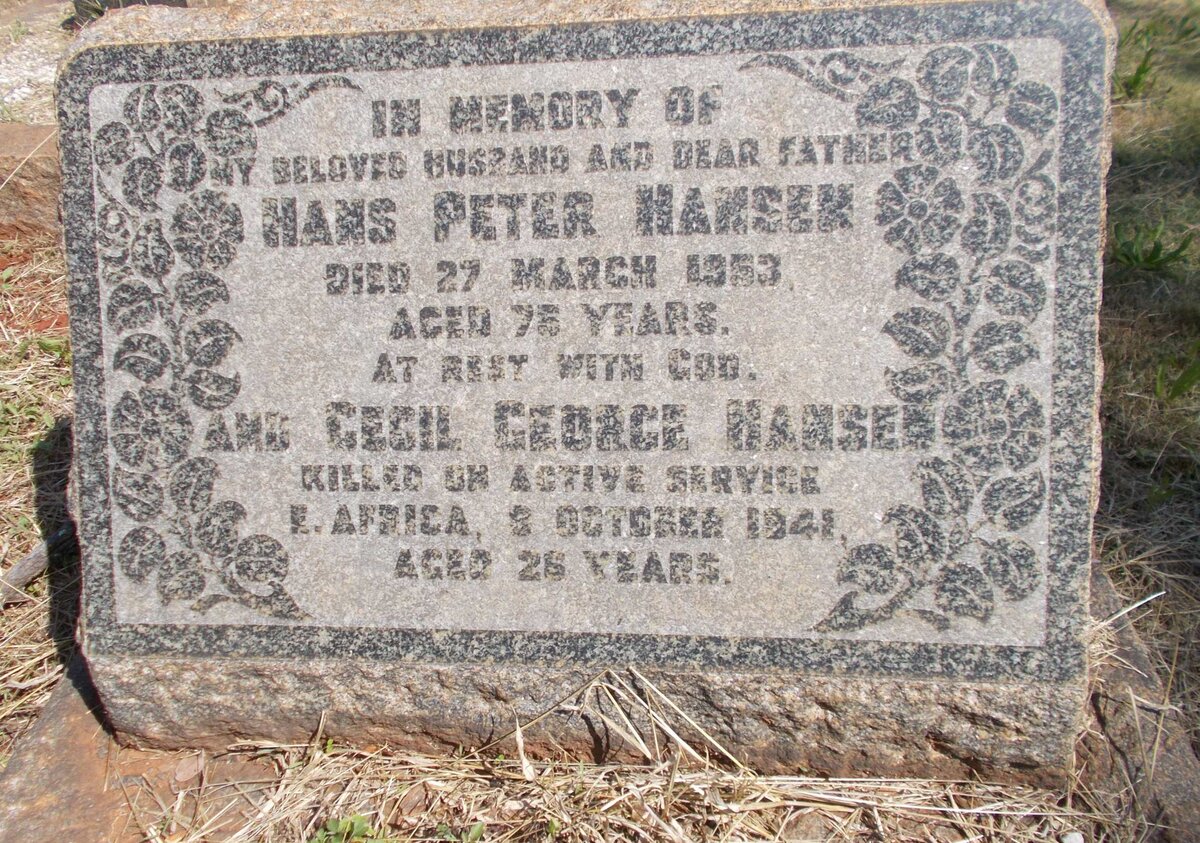 IN MEMORY OF
MY BELOVED HUSBAND AND DEAR FATHER
HANS PETER HANSEN
DIED 27 MARCH 1953,
AGED 75 YEARS.
AT REST WITH GOD.
AND CECIL GEORGE HANSEN
KILLED ON ACTIVE SERVICE
E. AFRICA, OCTOBER 1941,
AGED 26 YEARS.